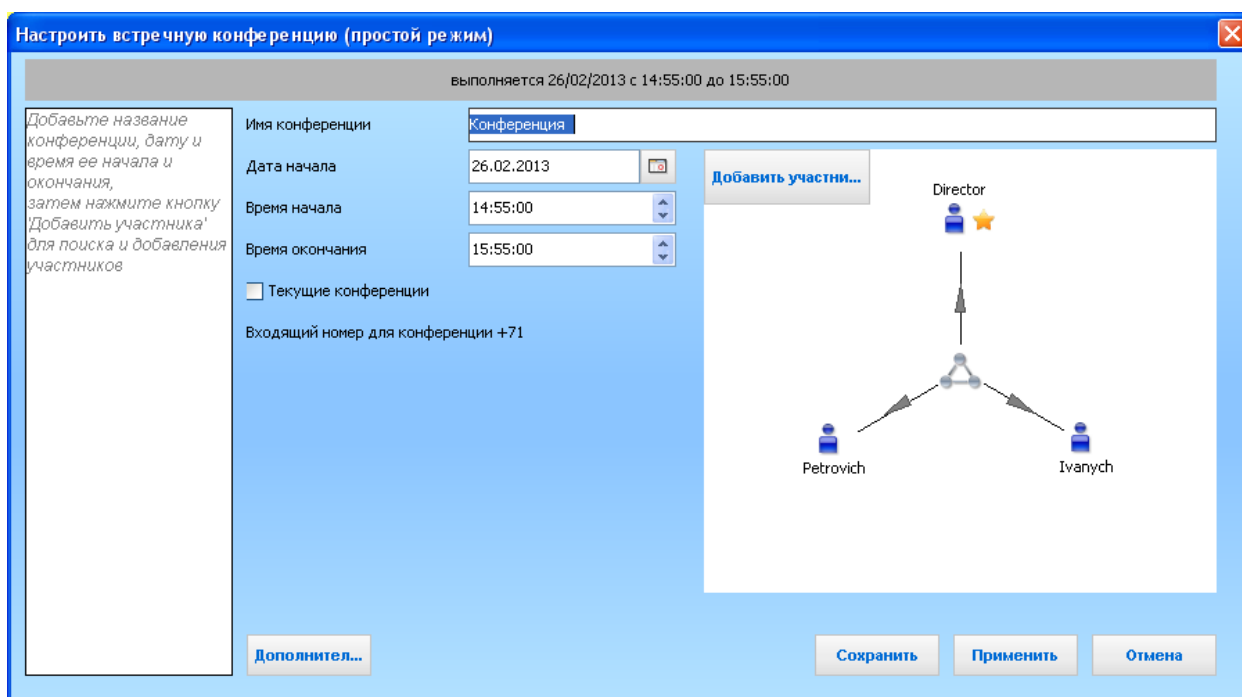 Настроить встречную конференцию (простой режим)
выполняется 26/02/2013 с 14:55:00 до 15:55:00
Добавьте название
конференции, дату и
время ее начала и
окончания,
затем нажмите кнопку
'Добавить участника'
для поиска и добавления
участников
Имя конференции
Конференция
Дата начала
26.02.2013
Время начала
14:55:00
Время окончания
15:55:00
Текущие конференции
Входящий номер для конференции +71
Добавить участни...
Director
Petrovich
Ivanych
Дополнител...
Сохранить
Применить
Отмена